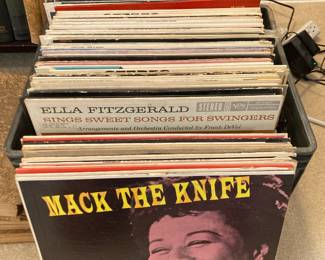 ELLA FITZGERALD
STEREO
SINGS SWEET SONGS FOR SWINGERS
Arrangements and Orchestra Conducted by Frank DeVol
MACK THE KNIFE